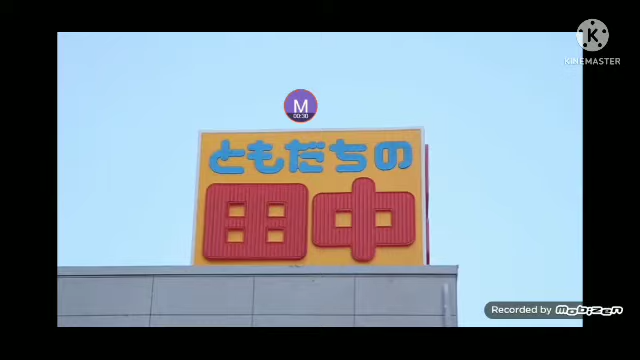 K
KINEMASTER
M
00:30
ともだちの
田中
Recorded by Mobizen